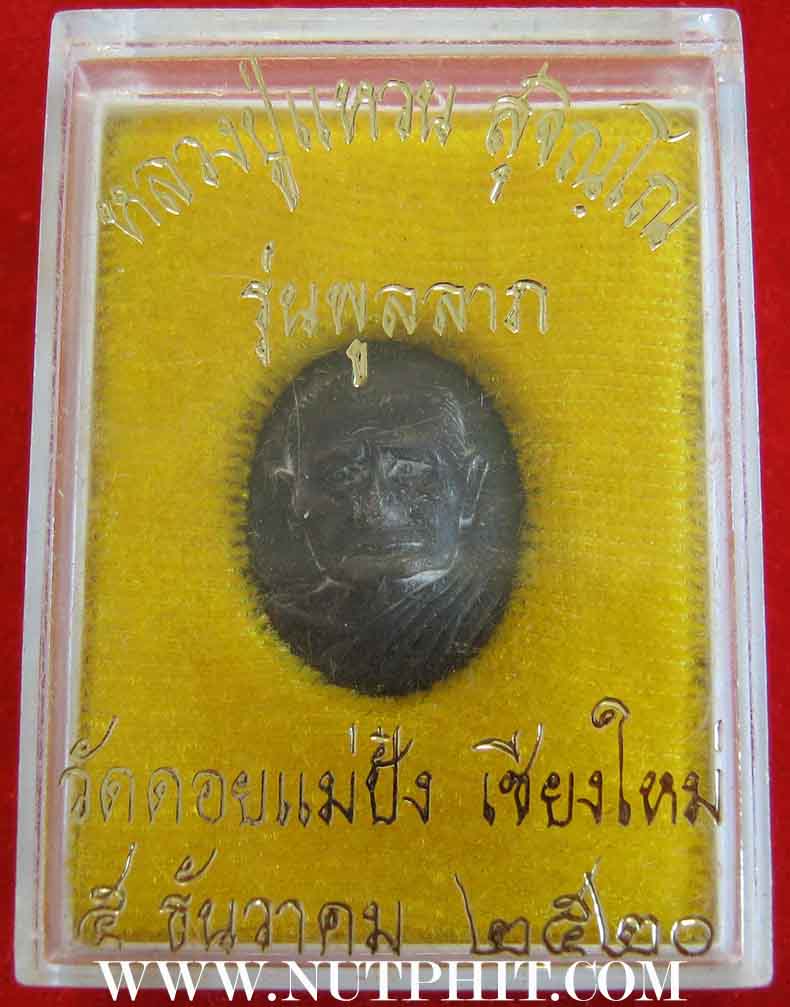 หลวงปู่แหวน สุจิณฺโณ
รุ่นพูลลาภ
วัดดอยแม่ปั๋ง เชียงใหม่
๕ ธันวาคม ๒๕๒๐
WWW.NUTPHIT.COM